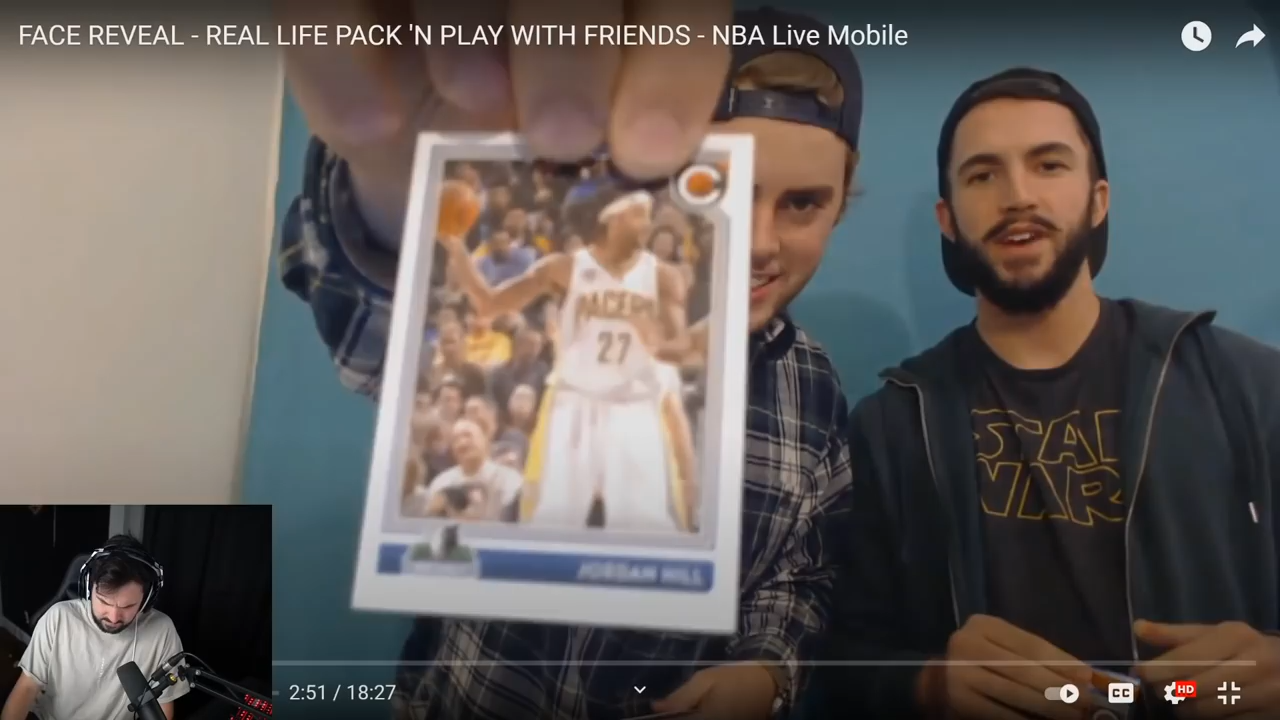 FACE REVEAL - REAL LIFE PACK 'N PLAY WITH FRIENDS - NBA Live Mobile
PACERS
27
JORDAN HILL
STAR
WARS
2:51 / 18:27
CC
HD